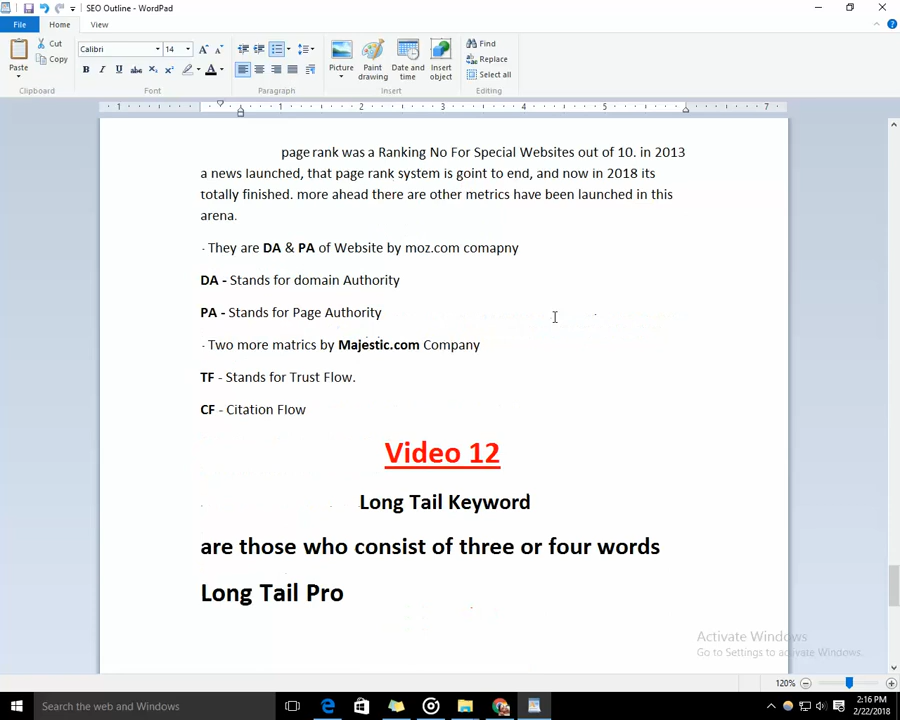 SEO Outline - WordPad
File Home View
Paste Cut Copy Clipboard
Calibri 14 Font
Paragraph
Picture Paint drawing Date and time Insert object Insert
Find Replace Select all Editing
1 1 2 3 4 5 7
page rank was a Ranking No For Special Websites out of 10. in 2013
a news launched, that page rank system is goint to end, and now in 2018 its
totally finished. more ahead there are other metrics have been launched in this
arena.
· They are DA & PA of Website by moz.com comapny
DA - Stands for domain Authority
PA - Stands for Page Authority
· Two more matrics by Majestic.com Company
TF - Stands for Trust Flow.
CF - Citation Flow
Video 12
Long Tail Keyword
are those who consist of three or four words
Long Tail Pro
Activate Windows
Go to Settings to activate Windows.
120%
Search the web and Windows
2:16 PM
2/22/2018